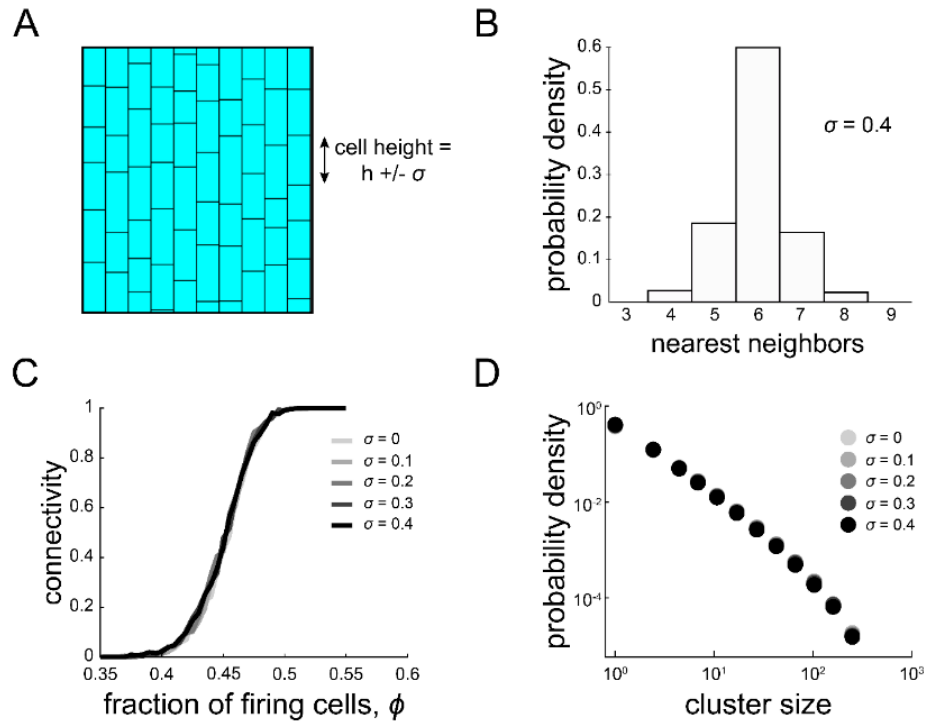 A
cell height =
h +/- σ
B
probability density
0.6
0.5
0.4
0.3
0.2
0.1
0
σ = 0.4
3 4 5 6 7 8 9
nearest neighbors
C
connectivity
1
0.8
0.6
0.4
0.2
0
σ = 0
σ = 0.1
σ = 0.2
σ = 0.3
σ = 0.4
0.35 0.4 0.45 0.5 0.55 0.6
fraction of firing cells, ϕ
D
probability density
10⁰
10⁻²
10⁻⁴
σ = 0
σ = 0.1
σ = 0.2
σ = 0.3
σ = 0.4
10⁰ 10¹ 10² 10³
cluster size